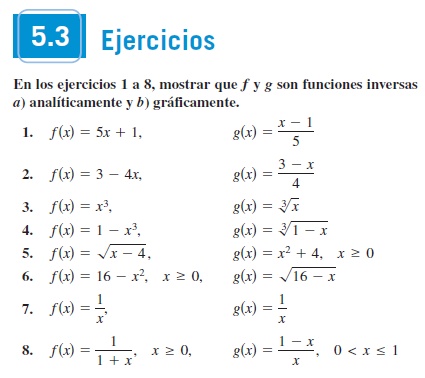 5.3 Ejercicios
En los ejercicios 1 a 8, mostrar que f y g son funciones inversas
a) analíticamente y b) gráficamente.
1. f(x) = 5x + 1, g(x) = (x − 1)/5
2. f(x) = 3 − 4x, g(x) = (3 − x)/4
3. f(x) = x³, g(x) = ∛x
4. f(x) = 1 − x³, g(x) = ∛(1 − x)
5. f(x) = √(x − 4), g(x) = x² + 4, x ≥ 0
6. f(x) = 16 − x², x ≥ 0, g(x) = √(16 − x)
7. f(x) = 1/x, g(x) = 1/x
8. f(x) = 1/(1 + x), x ≥ 0, g(x) = (1 − x)/x, 0 < x ≤ 1